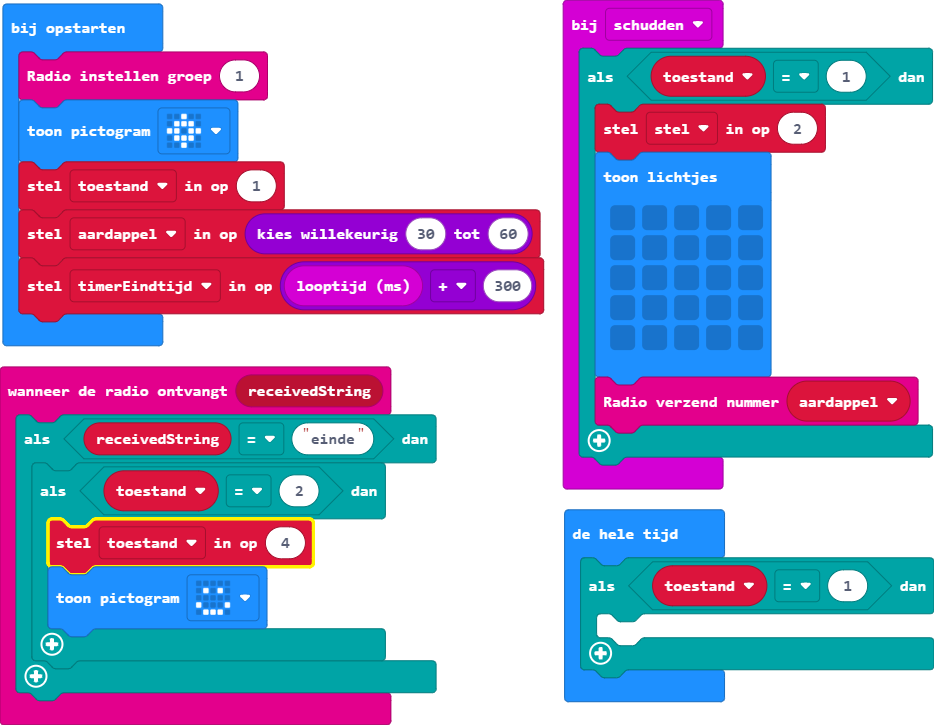 bij opstarten
Radio instellen groep 1
toon pictogram
stel toestand in op 1
stel aardappel in op kies willekeurig 30 tot 60
stel timerEindtijd in op looptijd (ms) + 300
wanneer de radio ontvangt receivedString
als receivedString = "einde" dan
als toestand = 2 dan
stel toestand in op 4
toon pictogram
bij schudden
als toestand = 1 dan
stel stel in op 2
toon lichtjes
Radio verzend nummer aardappel
de hele tijd
als toestand = 1 dan